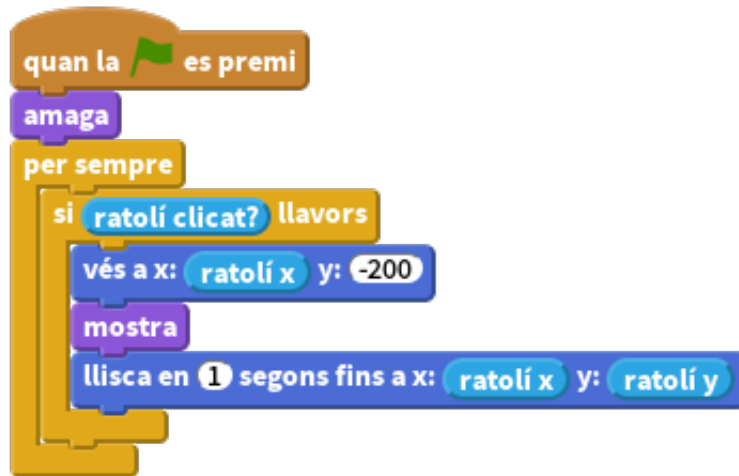 quan la es premi
amaga
per sempre
si ratolí clicat? llavors
vés a x: ratolí x y: -200
mostra
llisca en 1 segons fins a x: ratolí x y: ratolí y